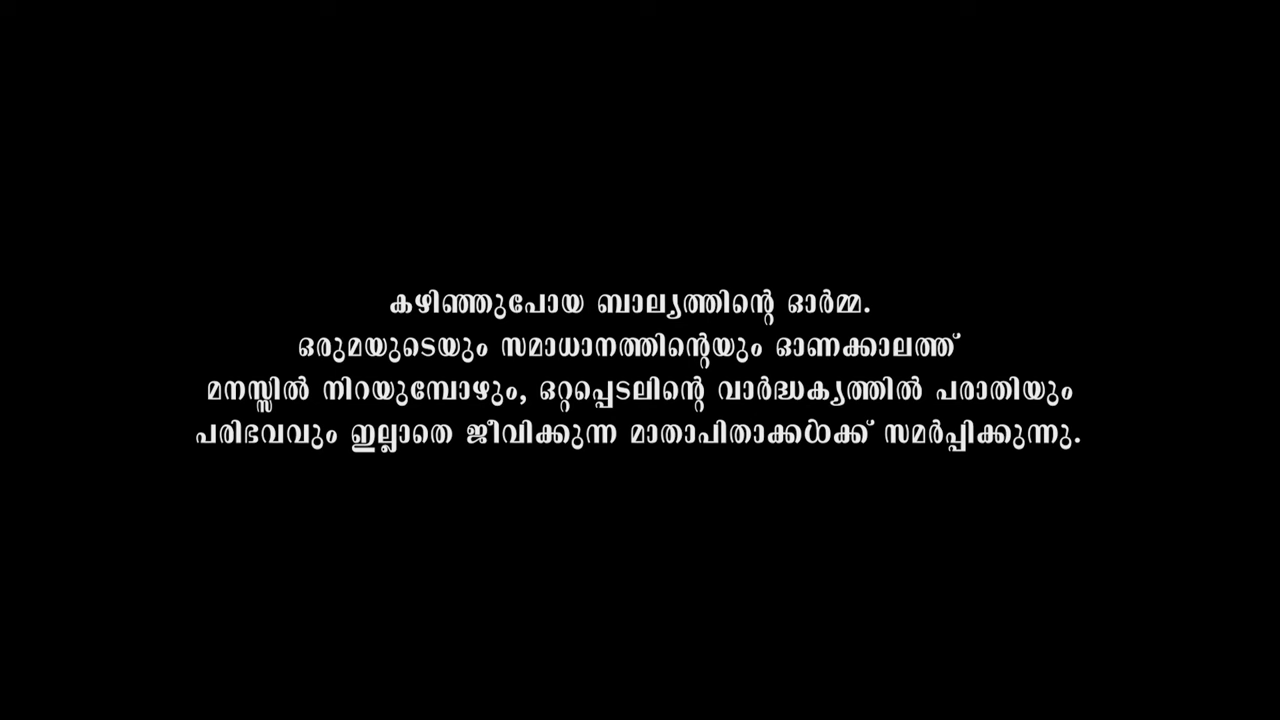 കഴിഞ്ഞുപോയ ബാല്യത്തിന്റെ ഓർമ്മ.
ഒരുമയുടെയും സമാധാനത്തിന്റെയും ഓണക്കാലത്ത്
മനസ്സിൽ നിറയുമ്പോഴും, ഒറ്റപ്പെടലിന്റെ വാർദ്ധക്യത്തിൽ പരാതിയും
പരിഭവവും ഇല്ലാതെ ജീവിക്കുന്ന മാതാപിതാക്കൾക്ക് സമർപ്പിക്കുന്നു.